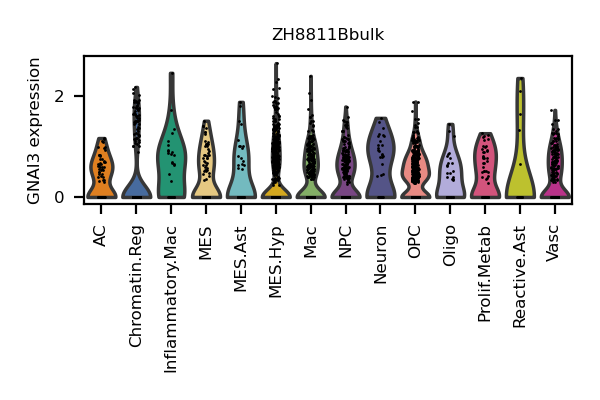 ZH8811Bbulk
GNAI3 expression
2
0
AC
Chromatin.Reg
Inflammatory.Mac
MES
MES.Ast
MES.Hyp
Mac
NPC
Neuron
OPC
Oligo
Prolif.Metab
Reactive.Ast
Vasc